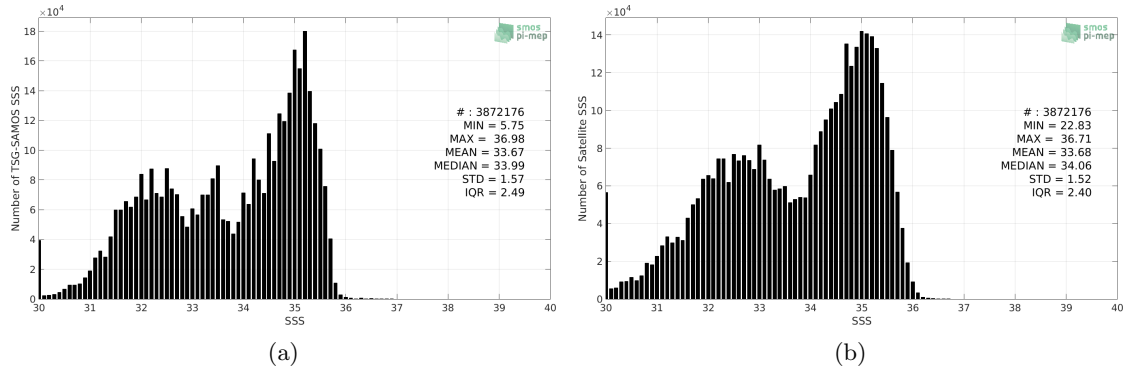 ×10⁴
Number of TSG-SAMOS SSS
18
16
14
12
10
8
6
4
2
0
30 31 32 33 34 35 36 37 38 39 40
SSS
smos
pi-mep
# : 3872176
MIN = 5.75
MAX = 36.98
MEAN = 33.67
MEDIAN = 33.99
STD = 1.57
IQR = 2.49
(a)
×10⁴
Number of Satellite SSS
14
12
10
8
6
4
2
0
30 31 32 33 34 35 36 37 38 39 40
SSS
smos
pi-mep
# : 3872176
MIN = 22.83
MAX = 36.71
MEAN = 33.68
MEDIAN = 34.06
STD = 1.52
IQR = 2.40
(b)